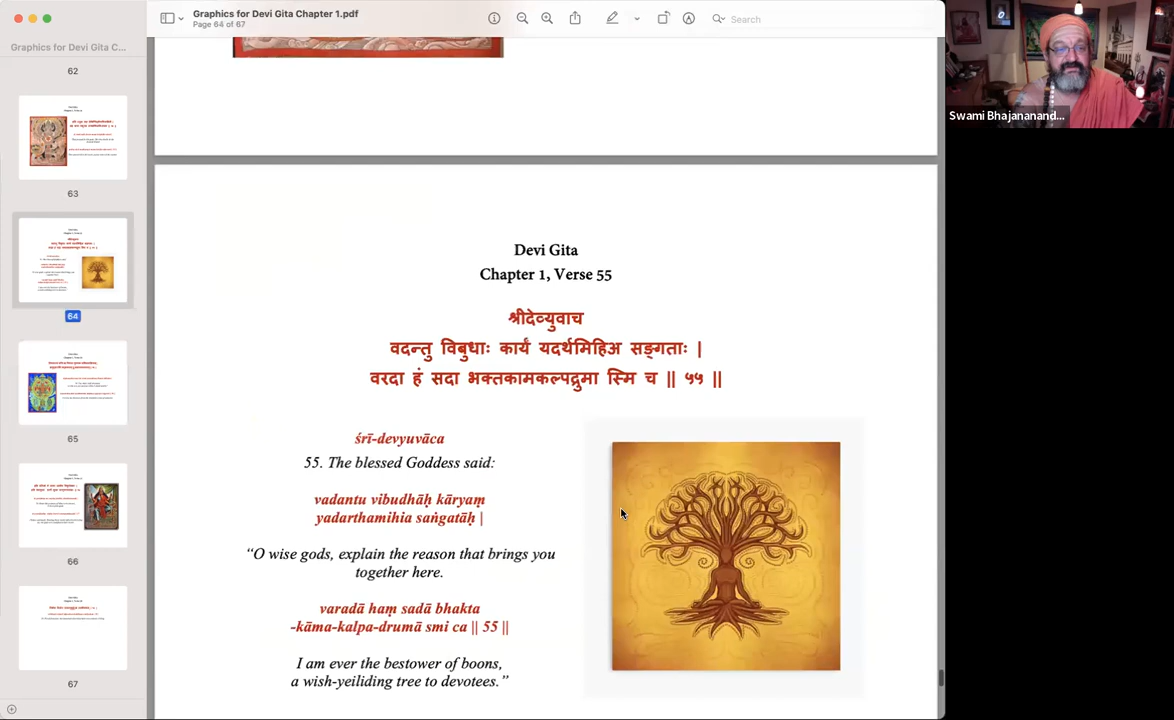 Graphics for Devi Gita Chapter 1.pdf
Page 64 of 67
Search
Graphics for Devi Gita C...
62
63
64
65
66
67
Swami Bhajananand...
Devi Gita
Chapter 1, Verse 55
श्रीदेव्युवाच
वदन्तु विबुधाः कार्यं यदर्थमिहिअ सङ्गताः |
वरदा हं सदा भक्तकामकल्पद्रुमा स्मि च || ५५ ||
śrī-devyuvāca
55. The blessed Goddess said:
vadantu vibudhāḥ kāryaṃ
yadarthamihia saṅgatāḥ |
“O wise gods, explain the reason that brings you
together here.
varadā haṃ sadā bhakta
-kāma-kalpa-drumā smi ca || 55 ||
I am ever the bestower of boons,
a wish-yeiliding tree to devotees.”